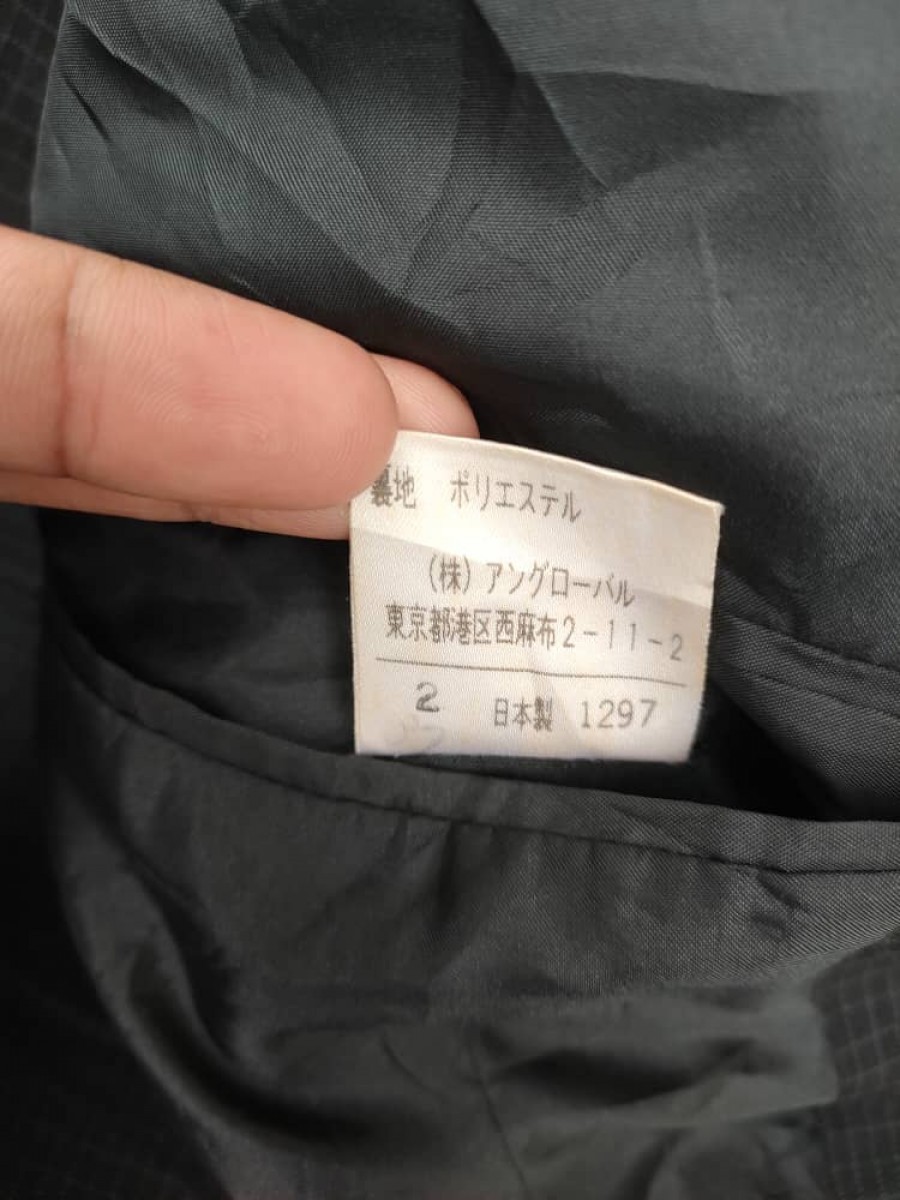 裏地 ポリエステル
(株) アングローバル
東京都港区西麻布2-11-2
2 日本製 1297